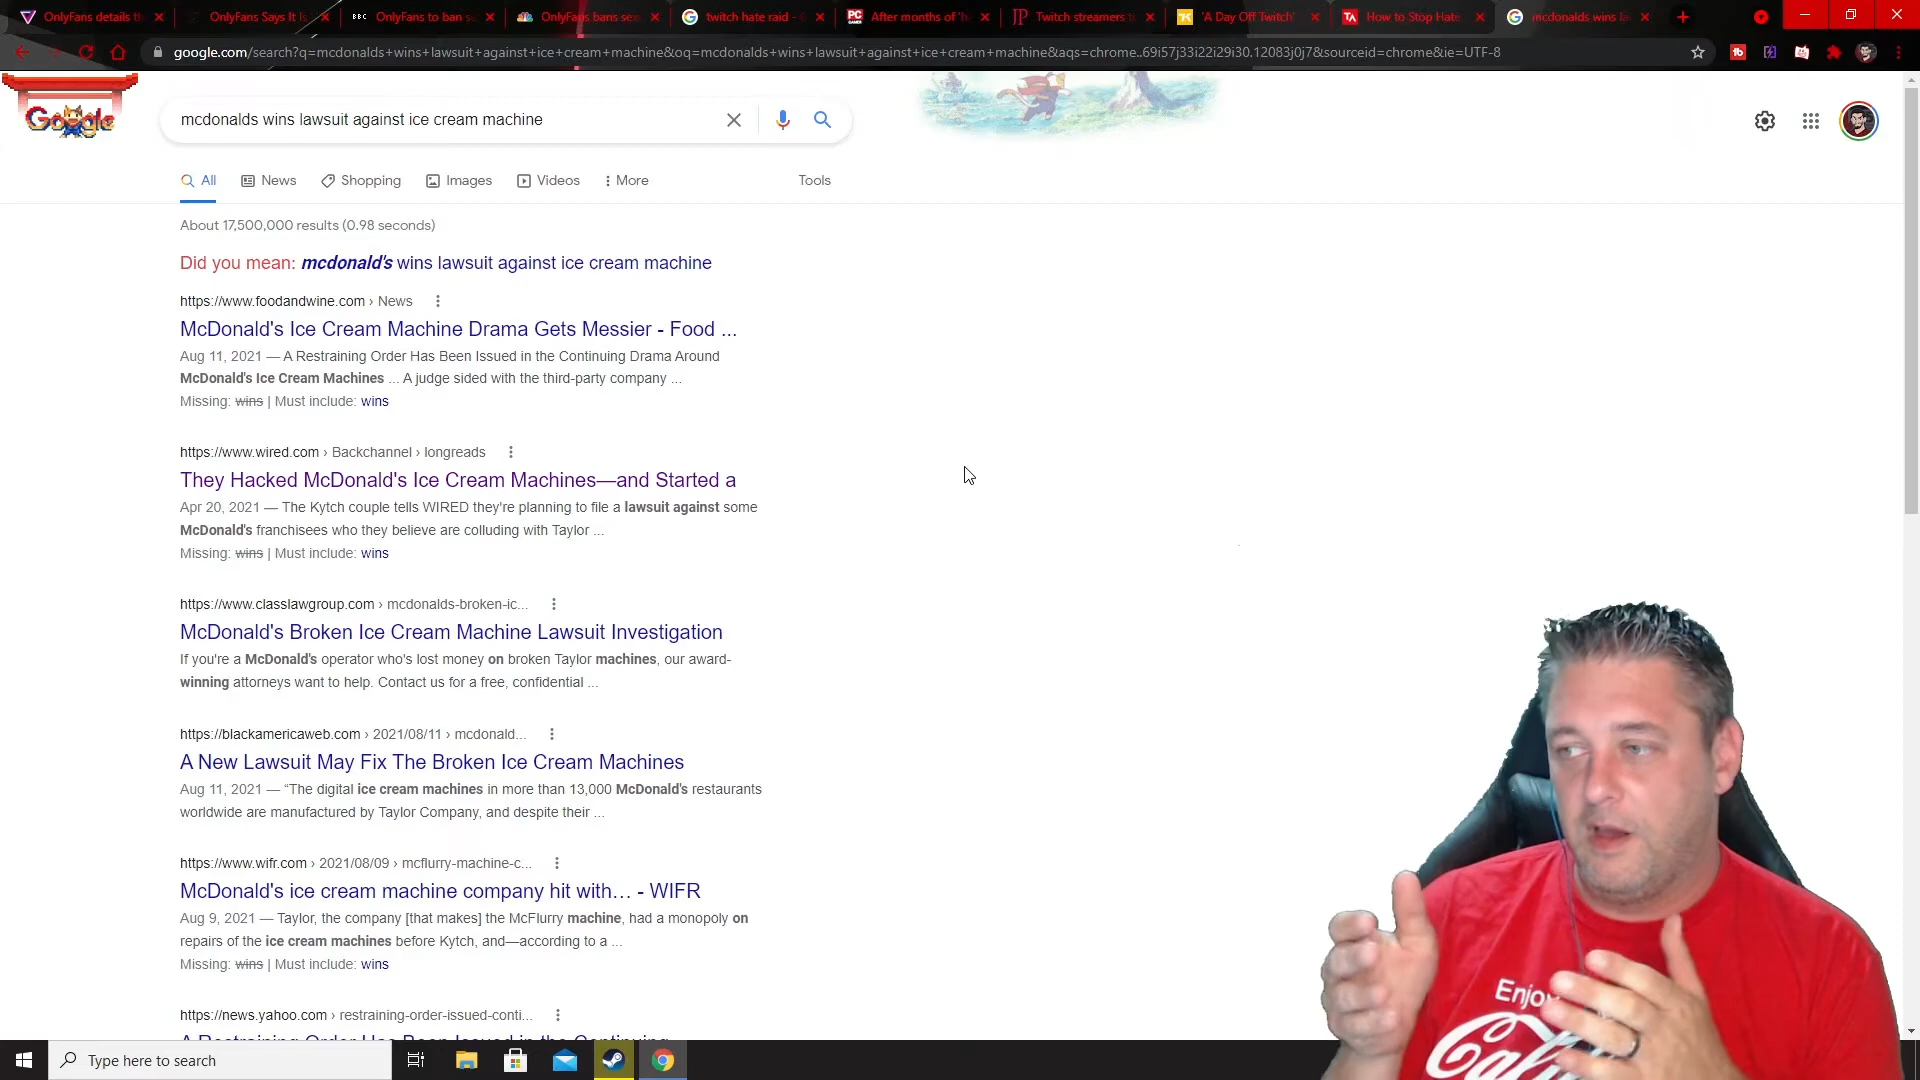 OnlyFans details th
OnlyFans Says It Is
BBC
OnlyFans to ban se
OnlyFans bans sex
twitch hate raid - G
After months of 'h
Twitch streamers t
'A Day Off Twitch'
How to Stop Hate
mcdonalds wins la
google.com/search?q=mcdonalds+wins+lawsuit+against+ice+cream+machine&oq=mcdonalds+wins+lawsuit+against+ice+cream+machine&aqs=chrome..69i57j33i22i29i30.12083j0j7&sourceid=chrome&ie=UTF-8
Google
mcdonalds wins lawsuit against ice cream machine
All
News
Shopping
Images
Videos
More
Tools
About 17,500,000 results (0.98 seconds)
Did you mean: mcdonald's wins lawsuit against ice cream machine
https://www.foodandwine.com › News
McDonald's Ice Cream Machine Drama Gets Messier - Food ...
Aug 11, 2021 — A Restraining Order Has Been Issued in the Continuing Drama Around
McDonald's Ice Cream Machines ... A judge sided with the third-party company ...
Missing: wins | Must include: wins
https://www.wired.com › Backchannel › longreads
They Hacked McDonald's Ice Cream Machines—and Started a
Apr 20, 2021 — The Kytch couple tells WIRED they're planning to file a lawsuit against some
McDonald's franchisees who they believe are colluding with Taylor ...
Missing: wins | Must include: wins
https://www.classlawgroup.com › mcdonalds-broken-ic...
McDonald's Broken Ice Cream Machine Lawsuit Investigation
If you're a McDonald's operator who's lost money on broken Taylor machines, our award-
winning attorneys want to help. Contact us for a free, confidential ...
https://blackamericaweb.com › 2021/08/11 › mcdonald...
A New Lawsuit May Fix The Broken Ice Cream Machines
Aug 11, 2021 — “The digital ice cream machines in more than 13,000 McDonald's restaurants
worldwide are manufactured by Taylor Company, and despite their ...
https://www.wifr.com › 2021/08/09 › mcflurry-machine-c...
McDonald's ice cream machine company hit with… - WIFR
Aug 9, 2021 — Taylor, the company [that makes] the McFlurry machine, had a monopoly on
repairs of the ice cream machines before Kytch, and—according to a ...
Missing: wins | Must include: wins
https://news.yahoo.com › restraining-order-issued-conti...
A Restraining Order Has Been Issued in the Continuing
Enjoy
Type here to search